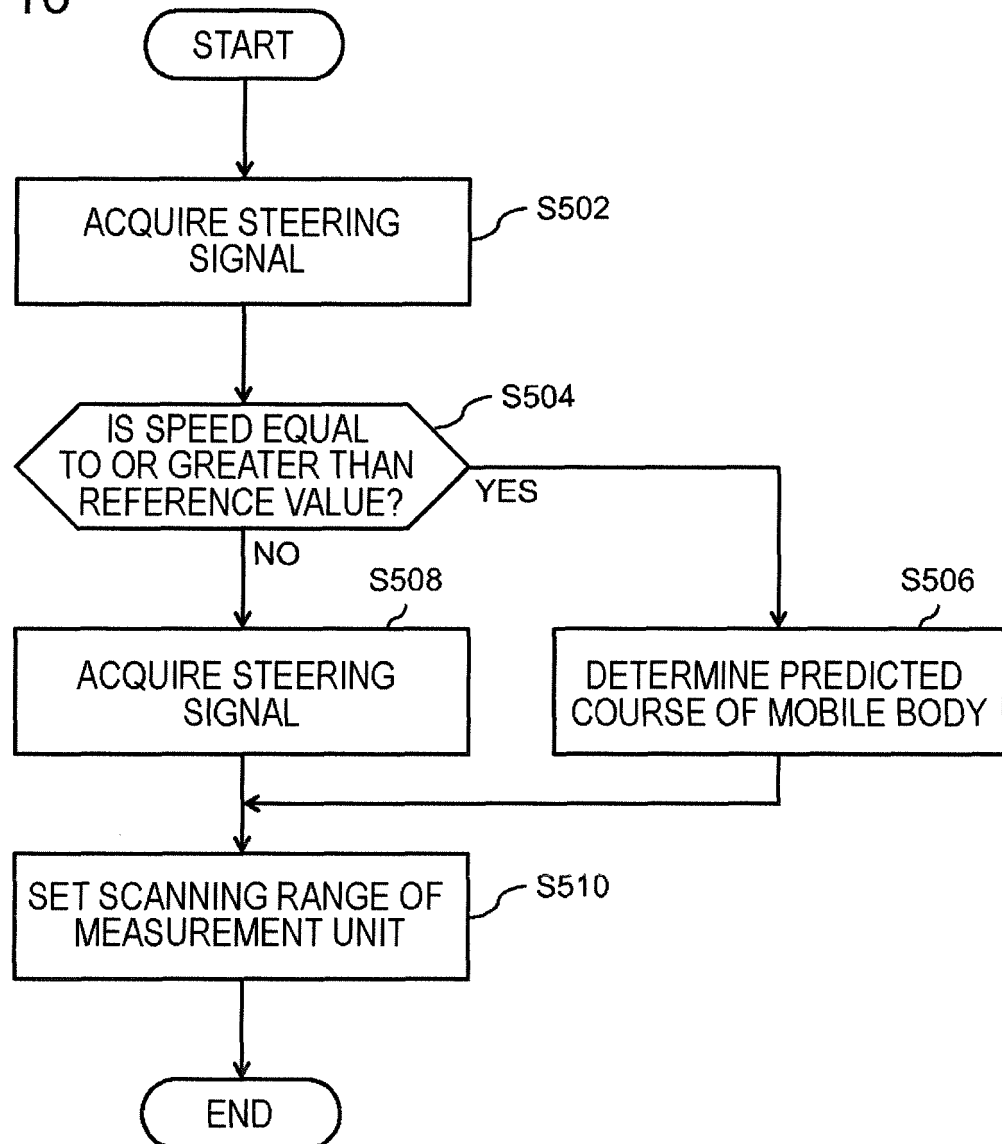 START
ACQUIRE STEERING
SIGNAL
S502
IS SPEED EQUAL
TO OR GREATER THAN
REFERENCE VALUE?
S504
YES
NO
S508
ACQUIRE STEERING
SIGNAL
S506
DETERMINE PREDICTED
COURSE OF MOBILE BODY
SET SCANNING RANGE OF
MEASUREMENT UNIT
S510
END